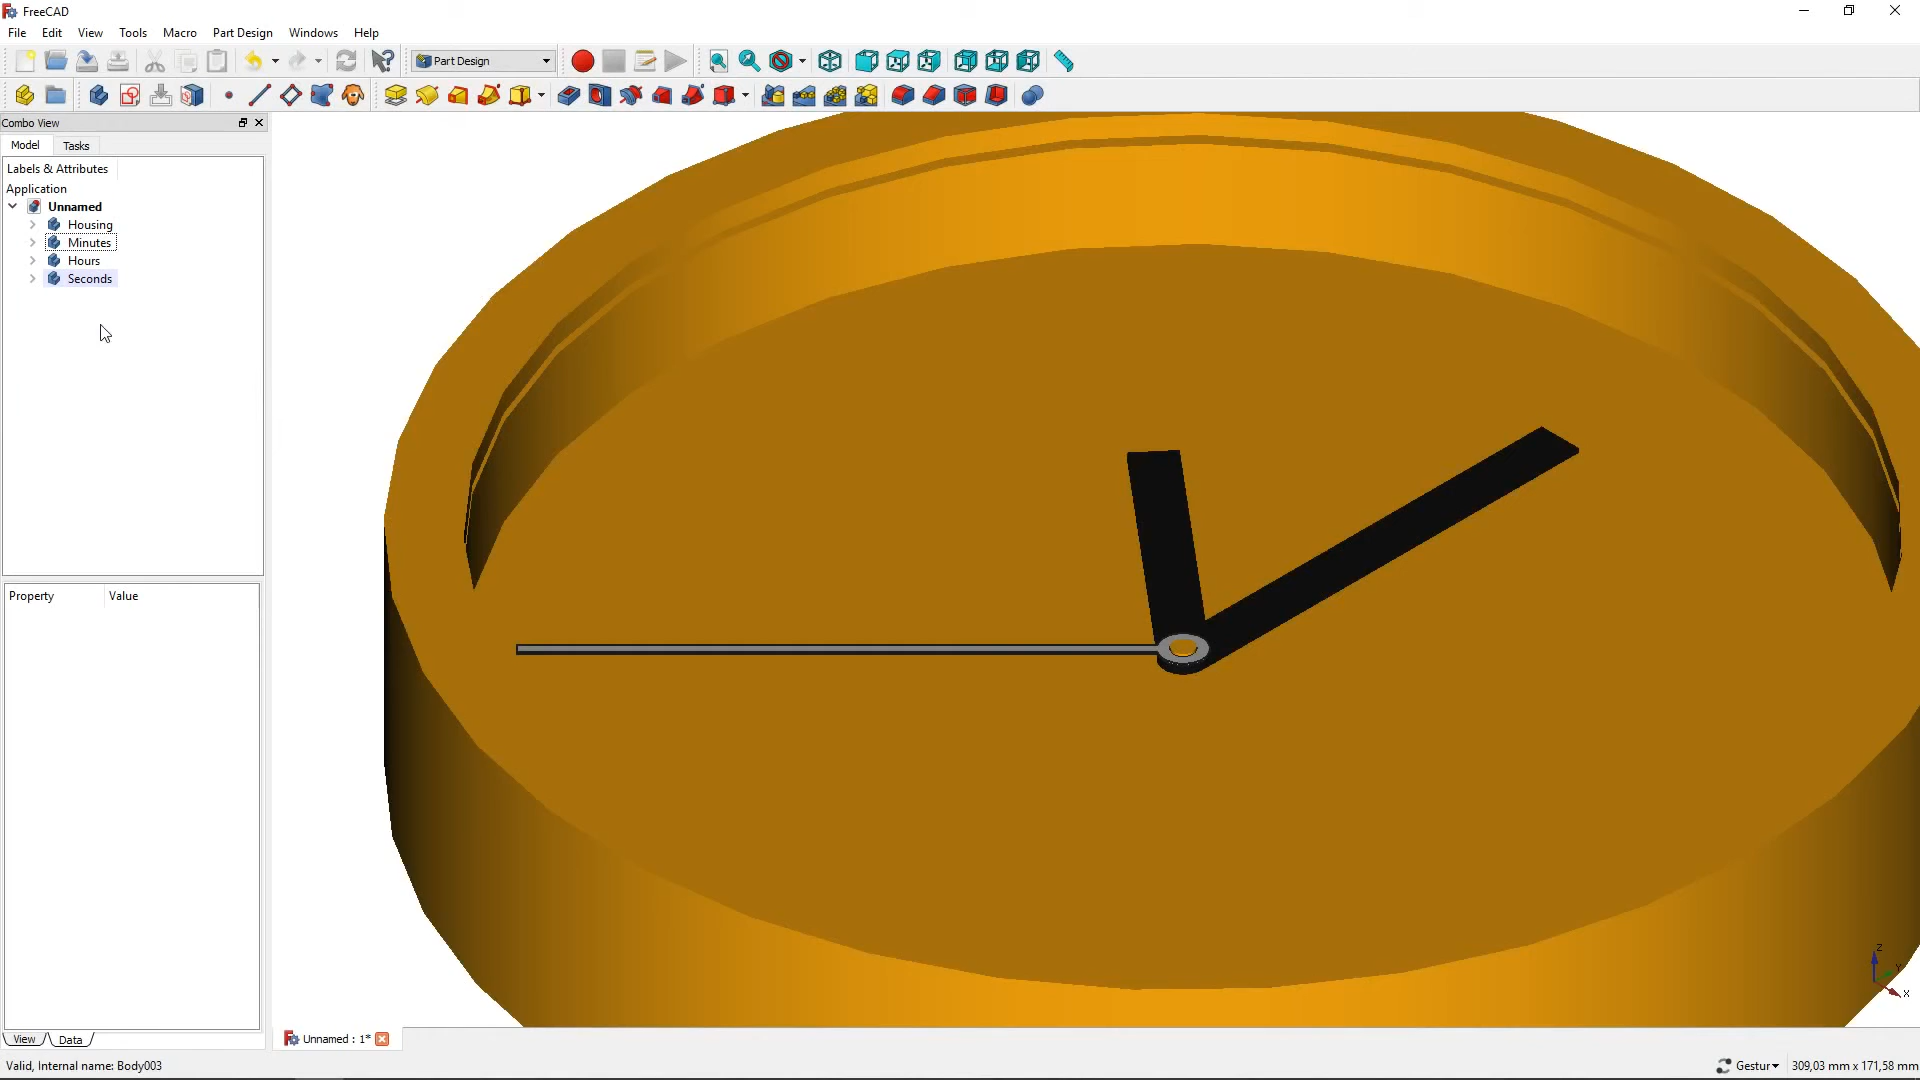 FreeCAD
File Edit View Tools Macro Part Design Windows Help
Part Design
Combo View
Model Tasks
Labels & Attributes
Application
Unnamed
Housing
Minutes
Hours
Seconds
Property Value
View Data
Unnamed : 1*
Valid, Internal name: Body003
Gestur 309,03 mm x 171,58 mm
Z
Y
X